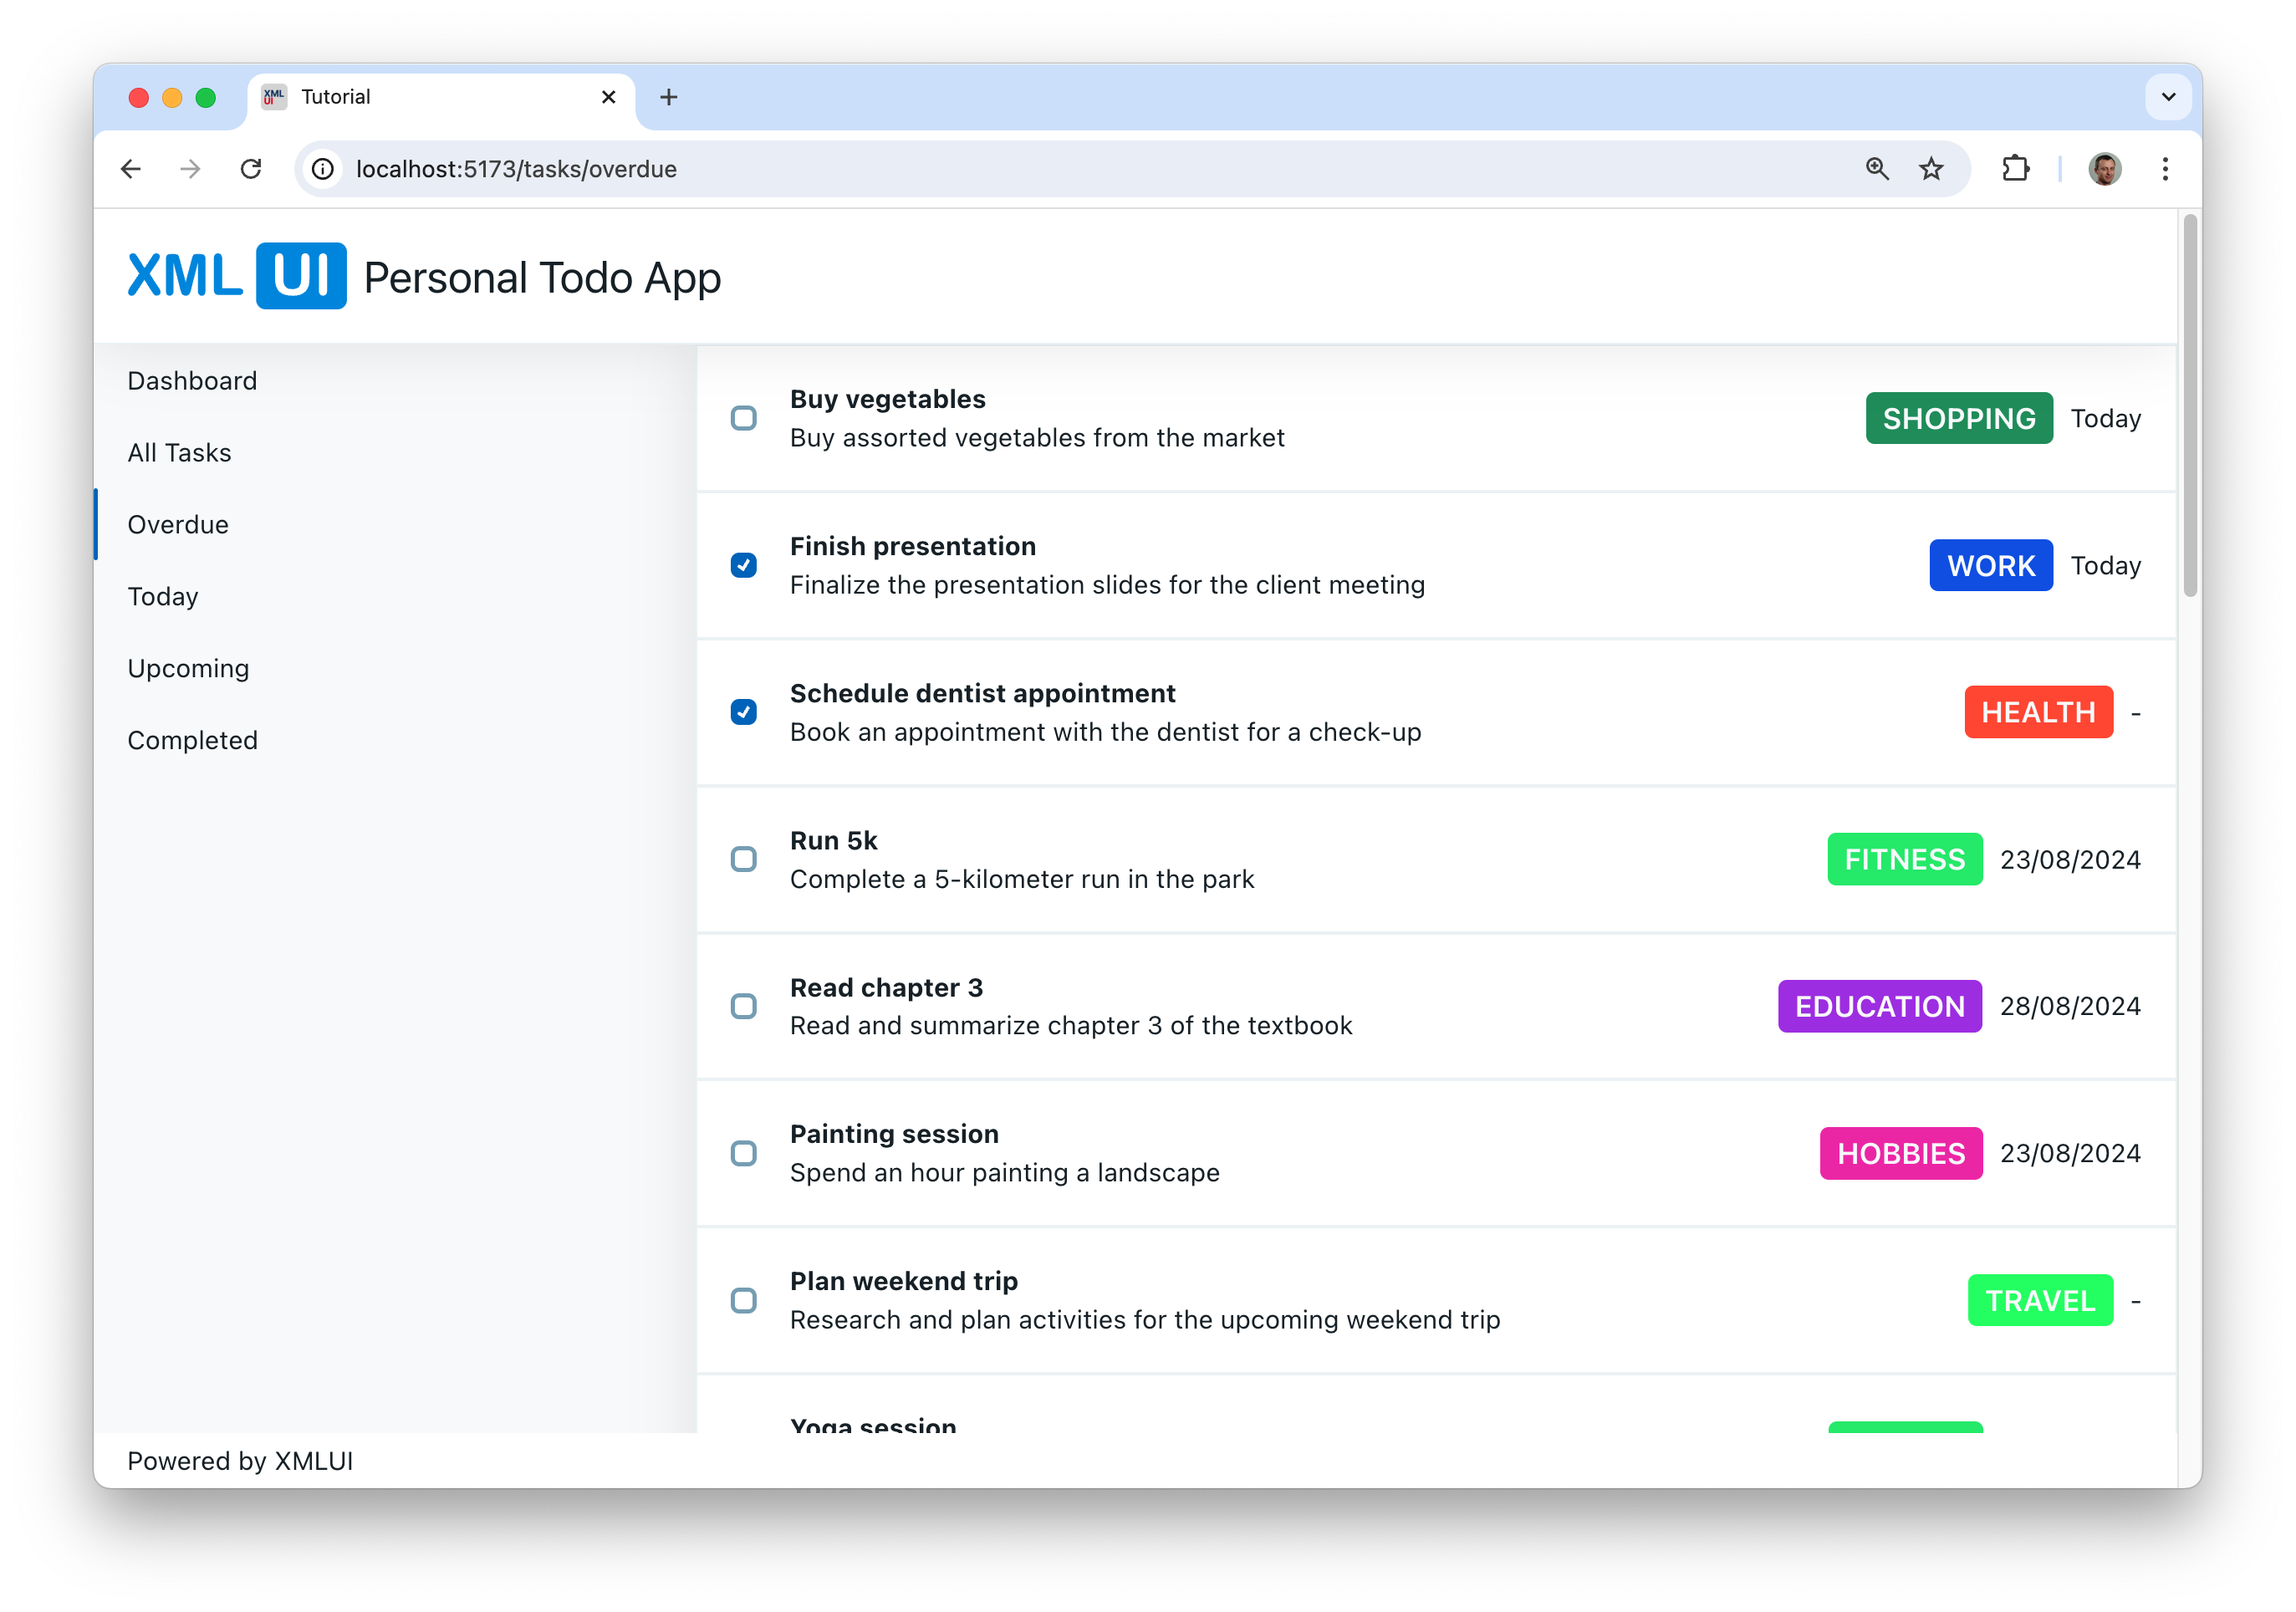 XML UI Tutorial
localhost:5173/tasks/overdue
XML UI Personal Todo App
Dashboard
All Tasks
Overdue
Today
Upcoming
Completed
Buy vegetables
Buy assorted vegetables from the market
SHOPPING Today
Finish presentation
Finalize the presentation slides for the client meeting
WORK Today
Schedule dentist appointment
Book an appointment with the dentist for a check-up
HEALTH -
Run 5k
Complete a 5-kilometer run in the park
FITNESS 23/08/2024
Read chapter 3
Read and summarize chapter 3 of the textbook
EDUCATION 28/08/2024
Painting session
Spend an hour painting a landscape
HOBBIES 23/08/2024
Plan weekend trip
Research and plan activities for the upcoming weekend trip
TRAVEL -
Yoga session
Powered by XMLUI